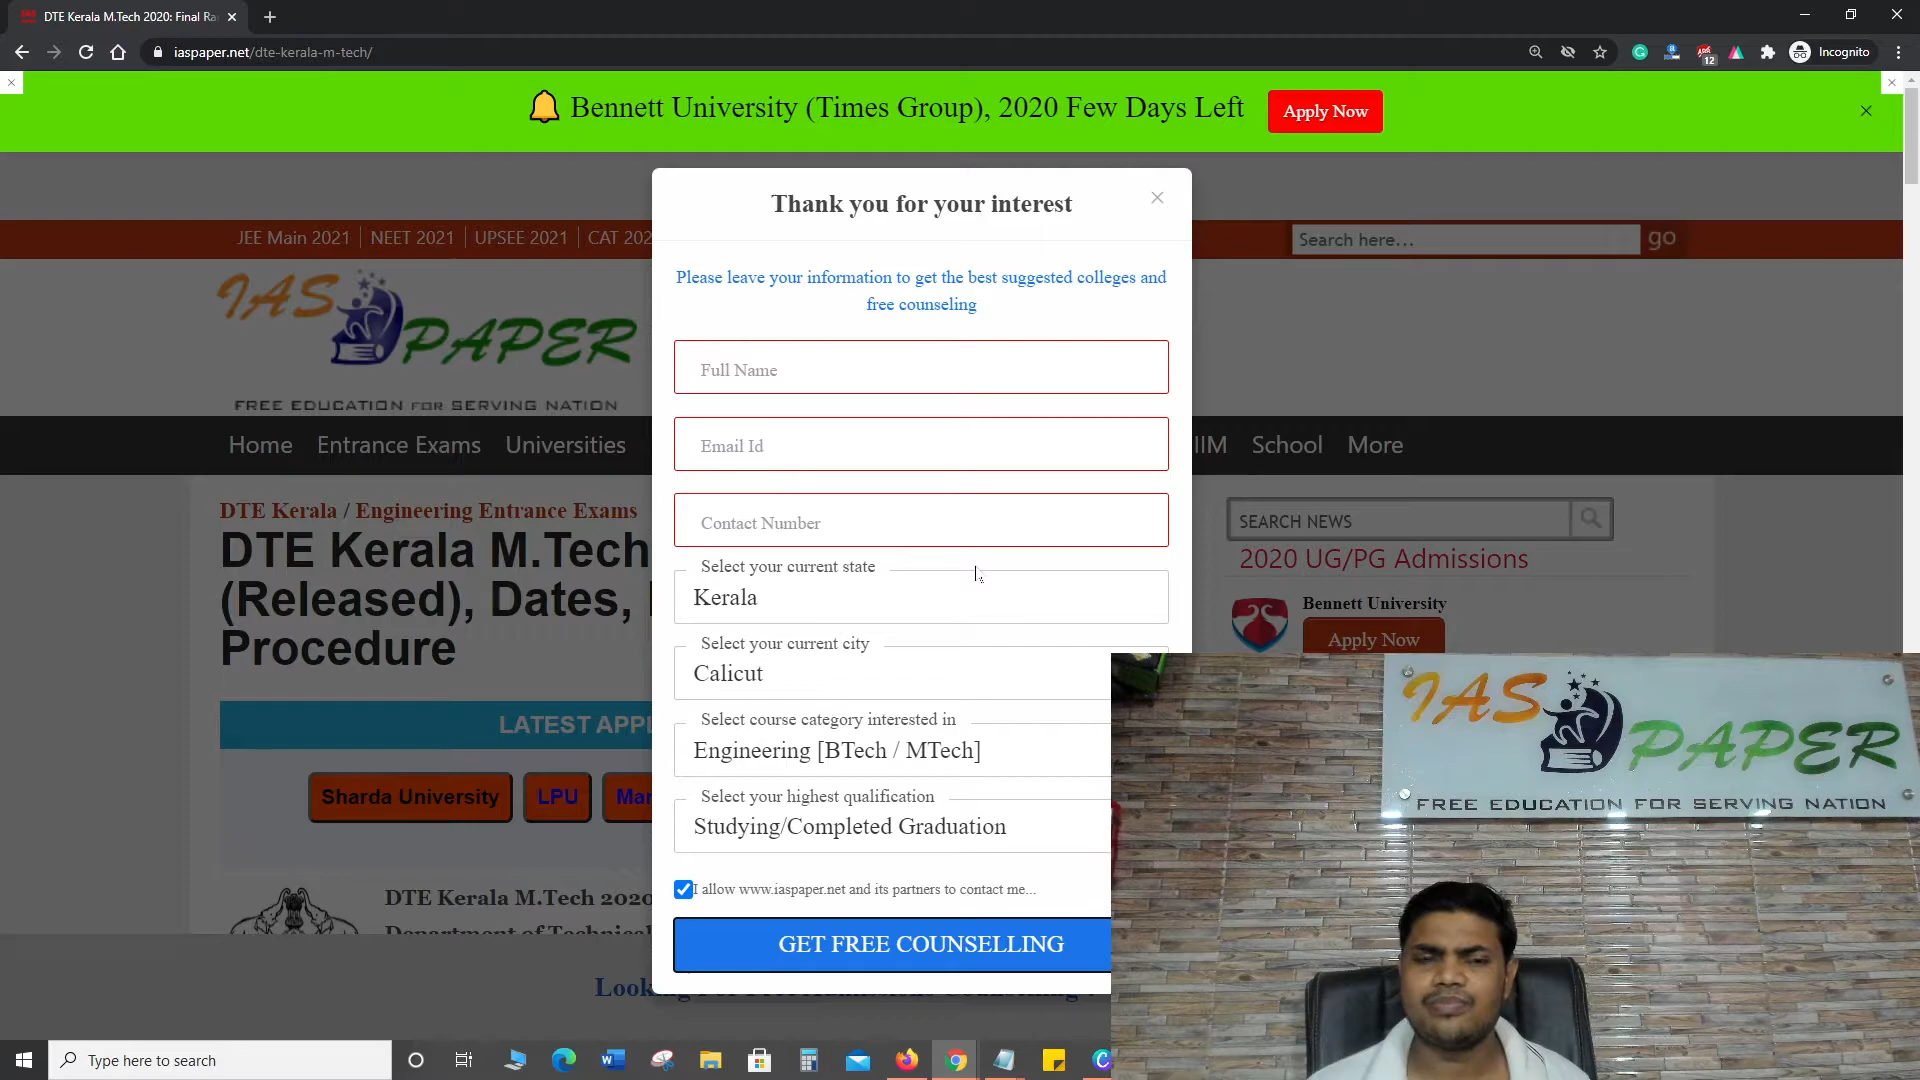 DTE Kerala M.Tech 2020: Final Ra
iaspaper.net/dte-kerala-m-tech/
12
Incognito
Bennett University (Times Group), 2020 Few Days Left
Apply Now
Thank you for your interest
JEE Main 2021
NEET 2021
UPSEE 2021
CAT 202
Search here...
go
Please leave your information to get the best suggested colleges and
free counseling
IAS
PAPER
FREE EDUCATION FOR SERVING NATION
Full Name
Email Id
Contact Number
Home
Entrance Exams
Universities
IIM
School
More
DTE Kerala / Engineering Entrance Exams
DTE Kerala M.Tech
(Released), Dates,
Procedure
SEARCH NEWS
2020 UG/PG Admissions
Bennett University
Apply Now
Select your current state
Kerala
Select your current city
Calicut
Select course category interested in
Engineering [BTech / MTech]
Select your highest qualification
Studying/Completed Graduation
I allow www.iaspaper.net and its partners to contact me...
GET FREE COUNSELLING
LATEST APPL
Sharda University
LPU
Man
DTE Kerala M.Tech 2020
Department of Technical
IAS
PAPER
FREE EDUCATION FOR SERVING NATION
Type here to search